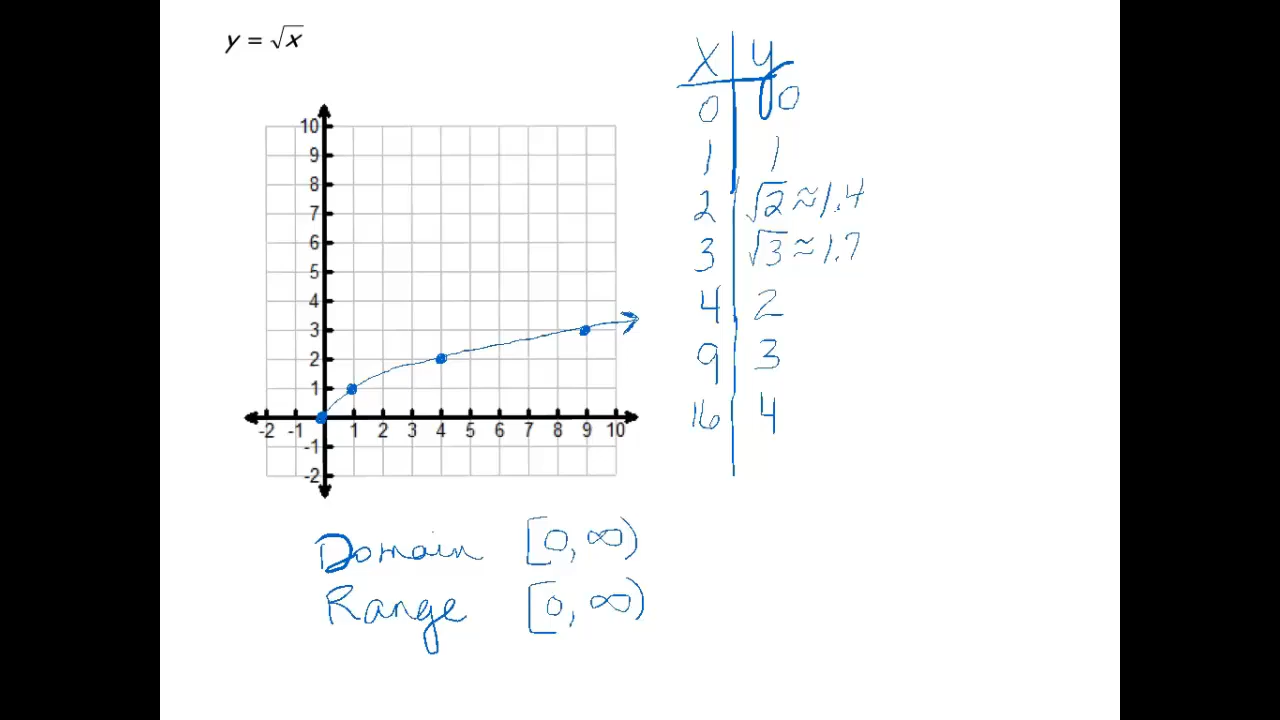 y = √x
X | Y
0 | 0
1 | 1
2 | √2 ≈ 1.4
3 | √3 ≈ 1.7
4 | 2
9 | 3
16 | 4
10
9
8
7
6
5
4
3
2
1
-2 -1 1 2 3 4 5 6 7 8 9 10
-1
-2
Domain [0, ∞)
Range [0, ∞)